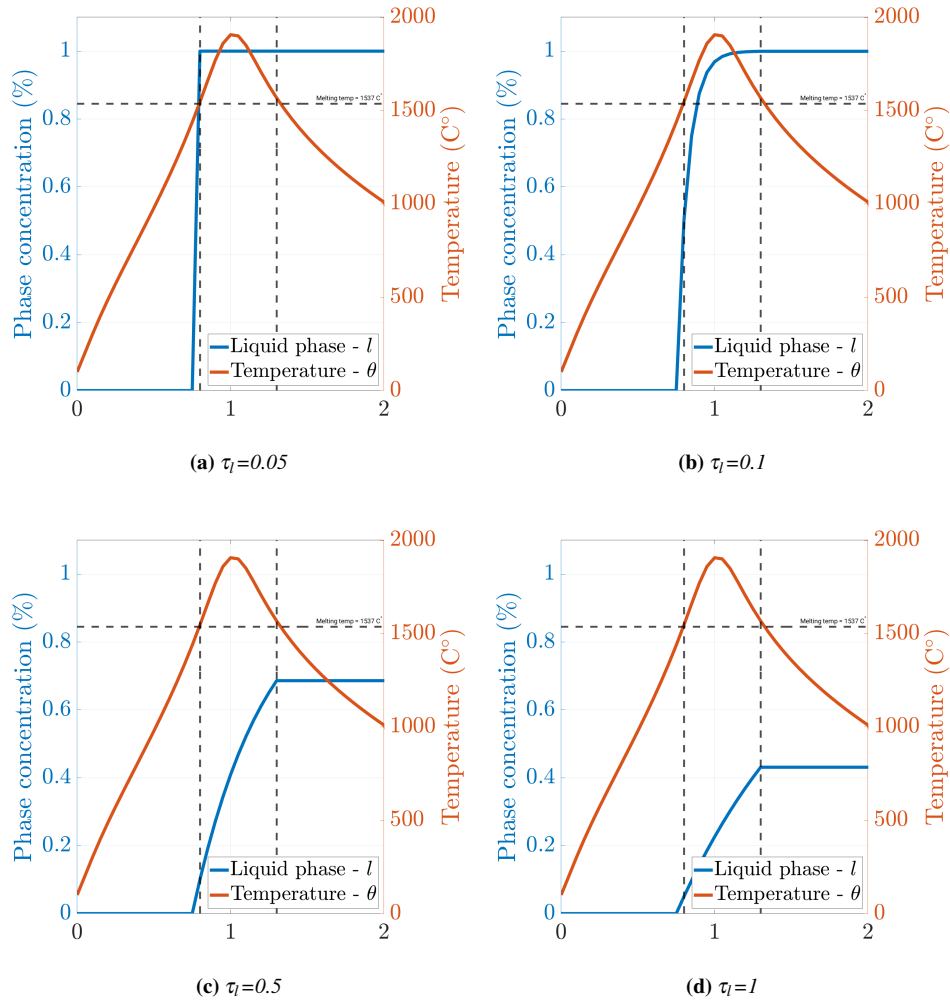 2000
1500
1000
500
0
Temperature (C°)
1
0.8
0.6
0.4
0.2
0
Phase concentration (%)
Melting temp = 1537 C°
Liquid phase - l
Temperature - θ
0 1 2
(a) τl=0.05
2000
1500
1000
500
0
Temperature (C°)
1
0.8
0.6
0.4
0.2
0
Phase concentration (%)
Melting temp = 1537 C°
Liquid phase - l
Temperature - θ
0 1 2
(b) τl=0.1
2000
1500
1000
500
0
Temperature (C°)
1
0.8
0.6
0.4
0.2
0
Phase concentration (%)
Melting temp = 1537 C°
Liquid phase - l
Temperature - θ
0 1 2
(c) τl=0.5
2000
1500
1000
500
0
Temperature (C°)
1
0.8
0.6
0.4
0.2
0
Phase concentration (%)
Melting temp = 1537 C°
Liquid phase - l
Temperature - θ
0 1 2
(d) τl=1